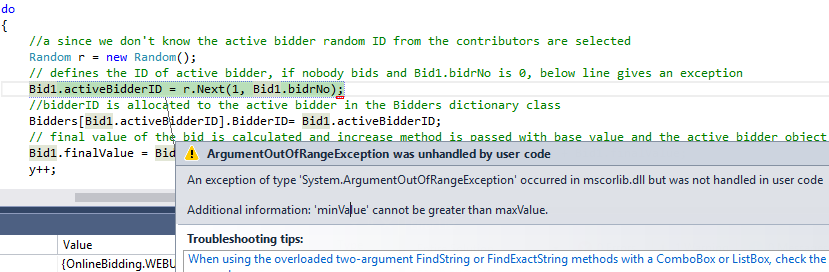 do
{
//a since we don't know the active bidder random ID from the contributors are selected
Random r = new Random();
// defines the ID of active bidder, if nobody bids and Bid1.bidrNo is 0, below line gives an exception
Bid1.activeBidderID = r.Next(1, Bid1.bidrNo);
//bidderID is allocated to the active bidder in the Bidders dictionary class
Bidders[Bid1.activeBidderID].BidderID= Bid1.activeBidderID;
// final value of the bid is calculated and increase method is passed with base value and the active bidder object
Bid1.finalValue = Bid
y++;
ArgumentOutOfRangeException was unhandled by user code
An exception of type 'System.ArgumentOutOfRangeException' occurred in mscorlib.dll but was not handled in user code
Additional information: 'minValue' cannot be greater than maxValue.
Troubleshooting tips:
Value
When using the overloaded two-argument FindString or FindExactString methods with a ComboBox or ListBox, check the
{OnlineBidding.WEBU